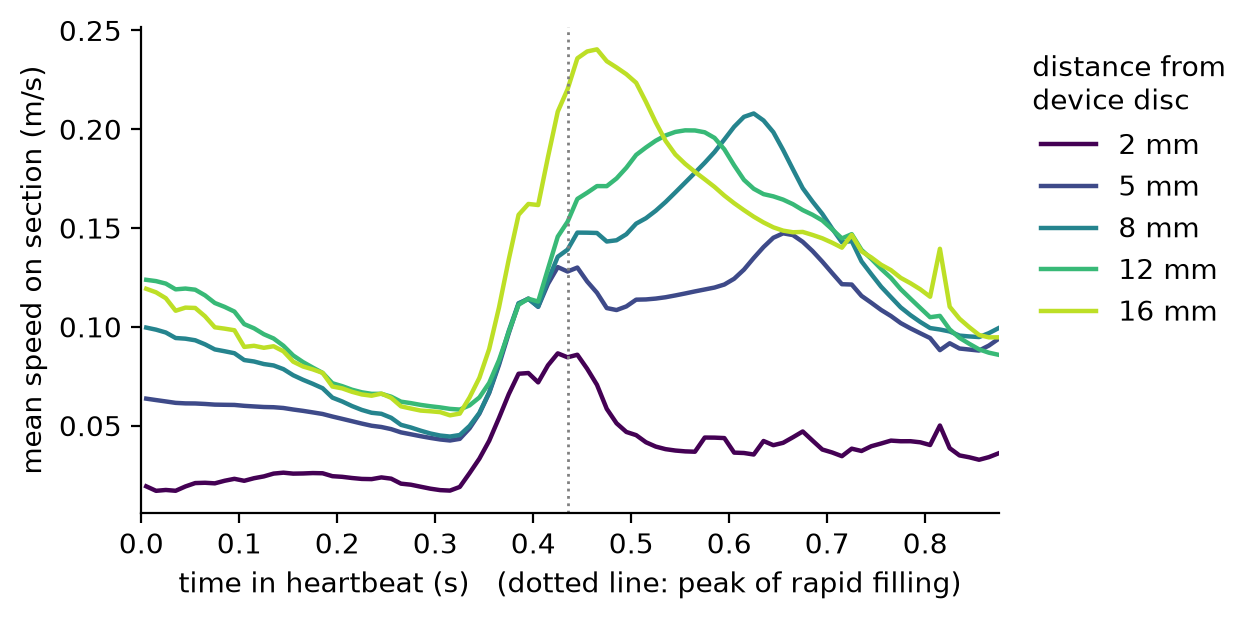 0.25
0.20
0.15
0.10
0.05
mean speed on section (m/s)
0.0 0.1 0.2 0.3 0.4 0.5 0.6 0.7 0.8
time in heartbeat (s) (dotted line: peak of rapid filling)
distance from
device disc
2 mm
5 mm
8 mm
12 mm
16 mm